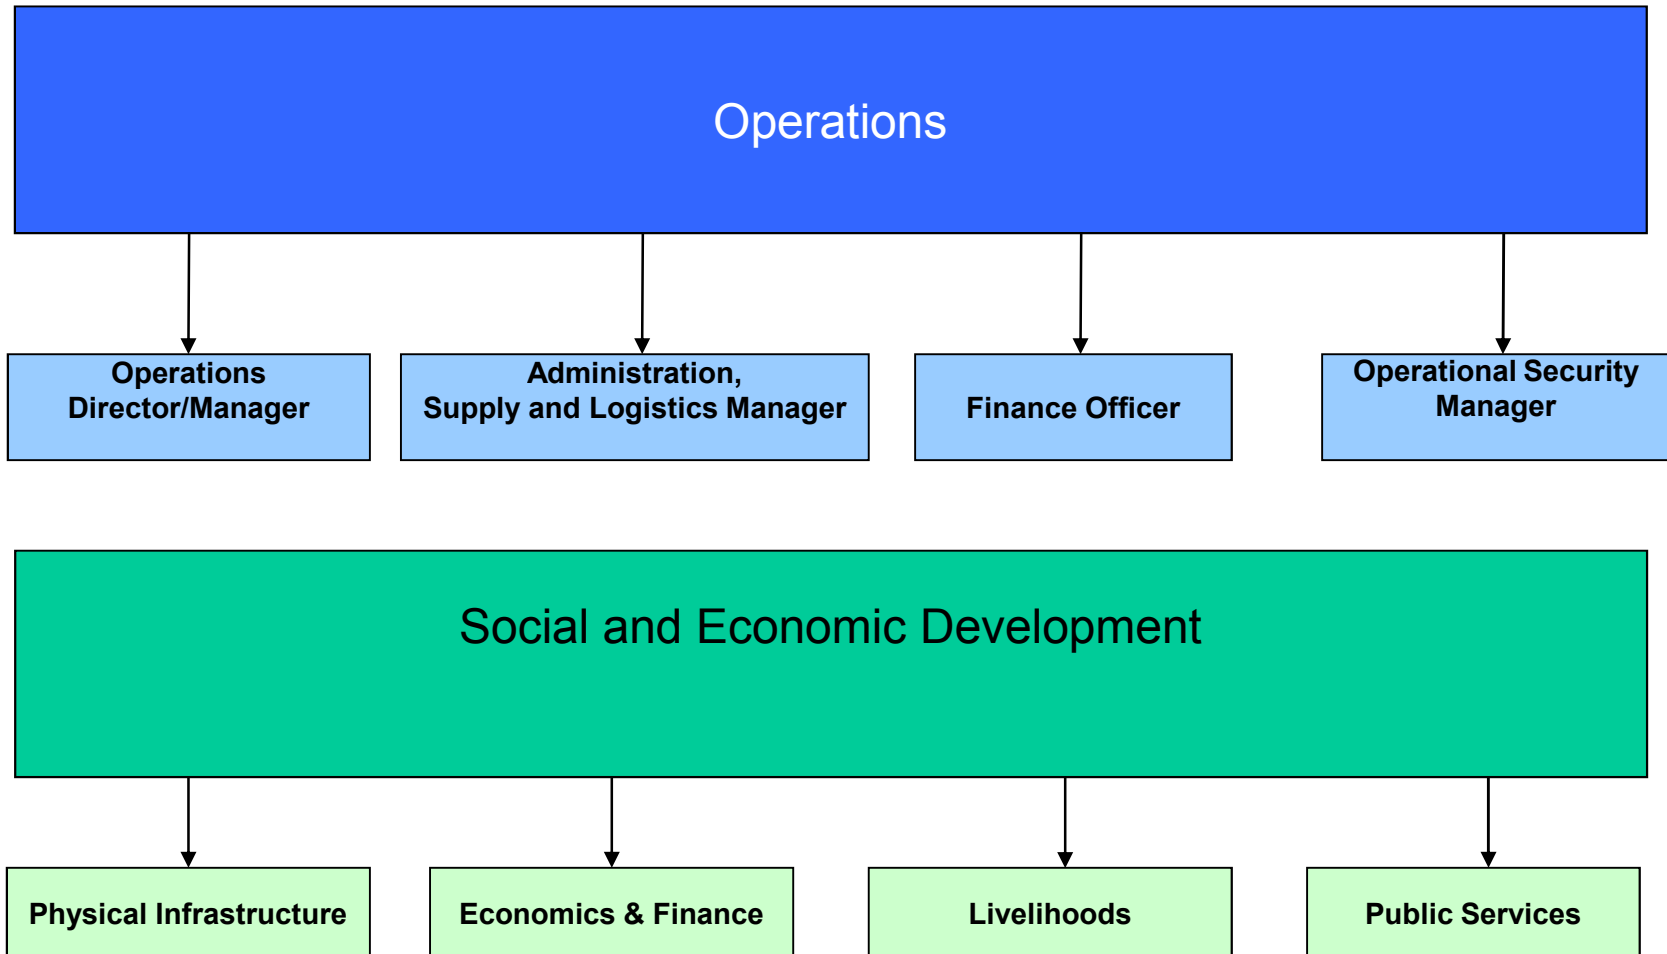 Operations
Operations
Director/Manager
Administration,
Supply and Logistics Manager
Finance Officer
Operational Security
Manager
Social and Economic Development
Physical Infrastructure
Economics & Finance
Livelihoods
Public Services